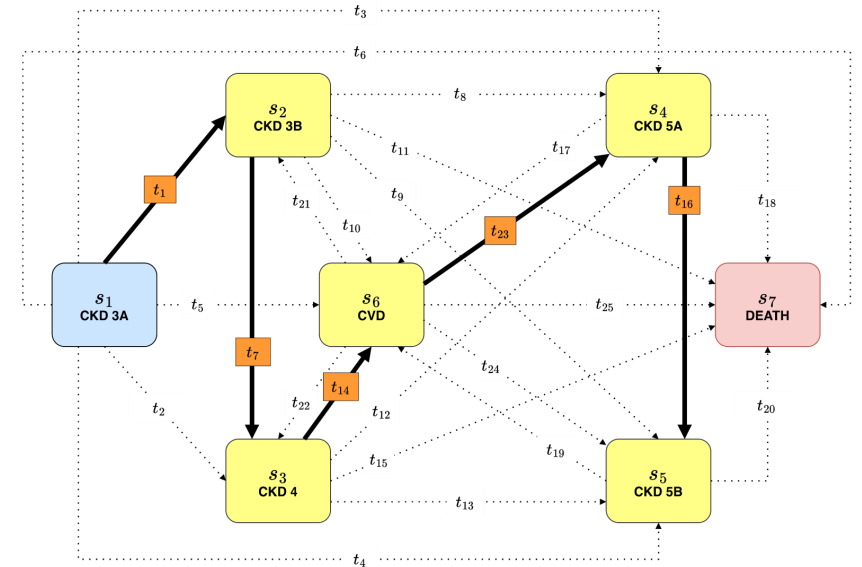 t3
t6
s2
CKD 3B
t8
s4
CKD 5A
t11
t17
t1
t9
t21
t18
t10
t23
s1
CKD 3A
t5
s6
CVD
t25
s7
DEATH
t16
t7
t24
t14
t22
t2
t12
t20
t19
t15
s3
CKD 4
s5
CKD 5B
t13
t4